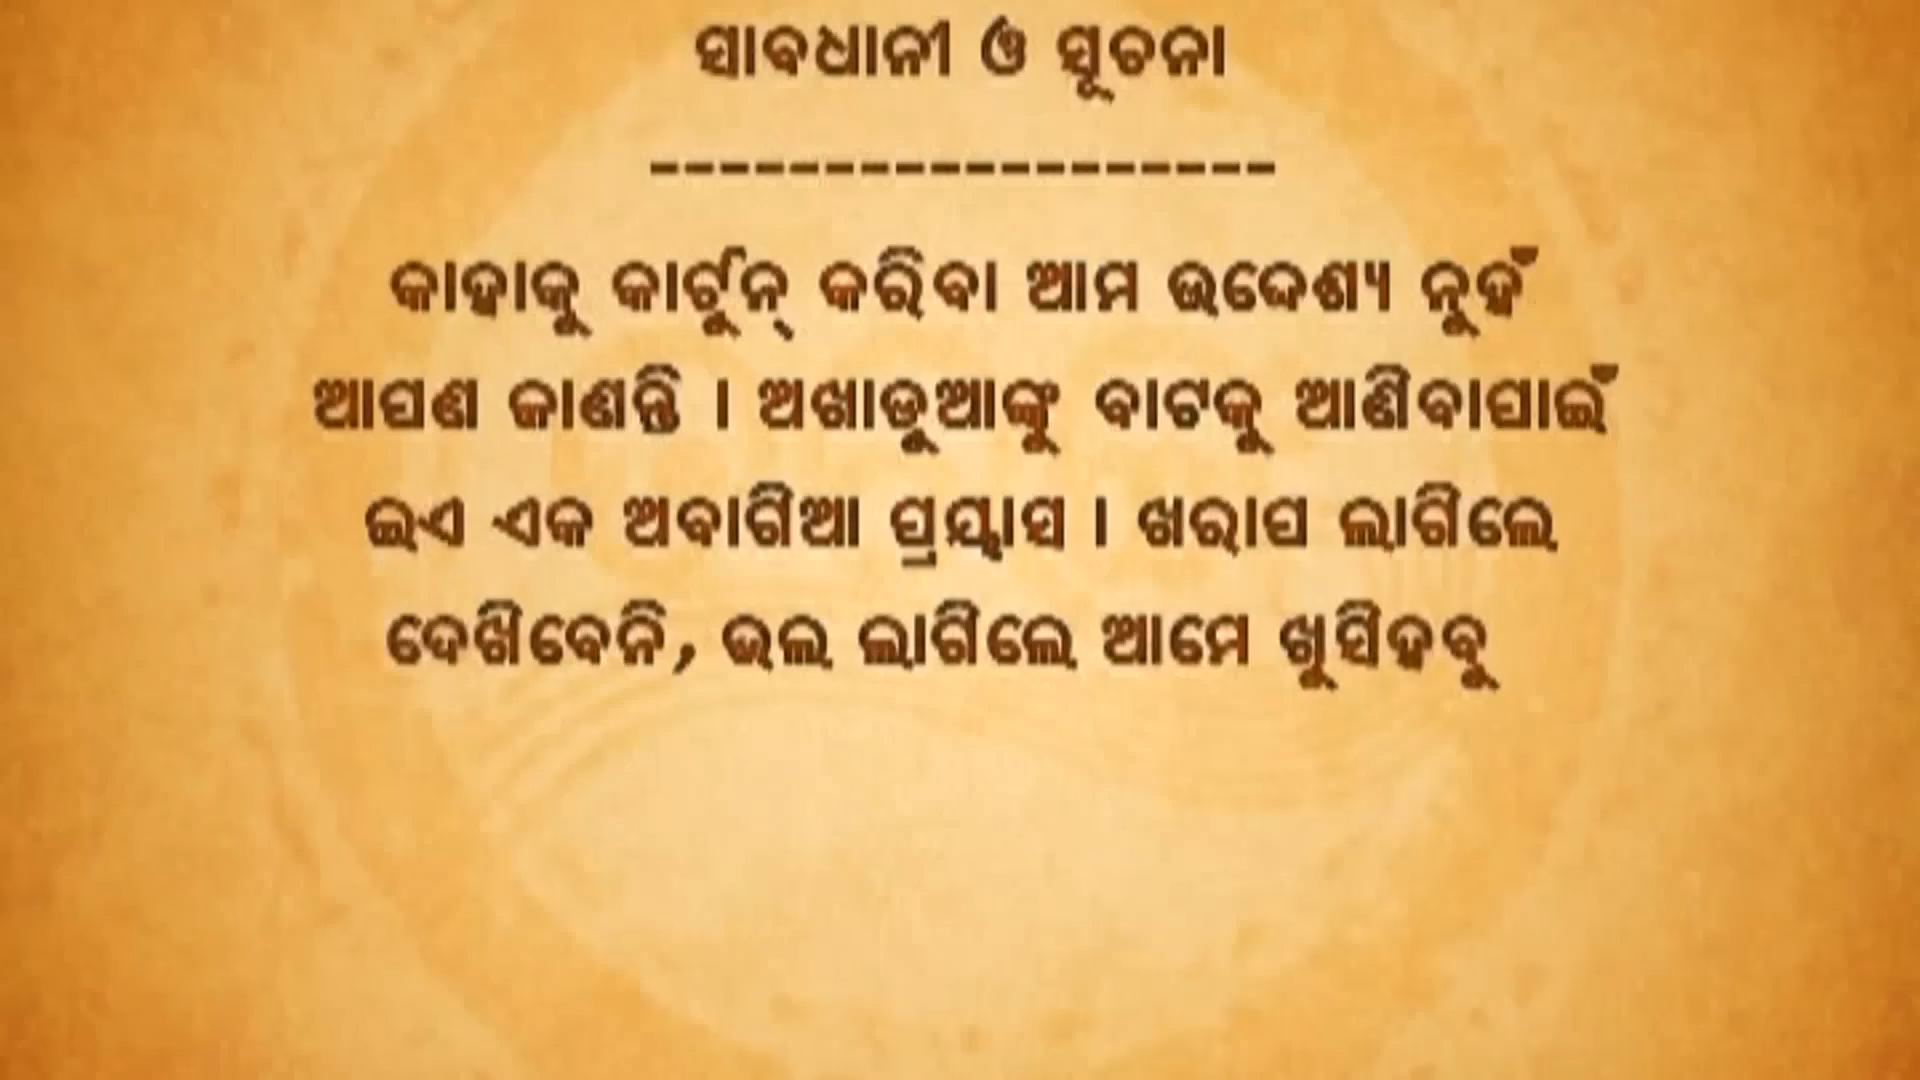 ସାବଧାନୀ ଓ ସୂଚନା
------------------
କାହାକୁ କାର୍ଟୁନ୍ କରିବା ଆମ ଉଦ୍ଦେଶ୍ୟ ନୁହଁ
ଆପଣ ଜାଣନ୍ତି । ଅଖାଡୁଆଙ୍କୁ ବାଟକୁ ଆଣିବାପାଇଁ
ଇଏ ଏକ ଅବାଗିଆ ପ୍ରୟାସ । ଖରାପ ଲାଗିଲେ
ଦେଖିବେନି, ଭଲ ଲାଗିଲେ ଆମେ ଖୁସିହବୁ